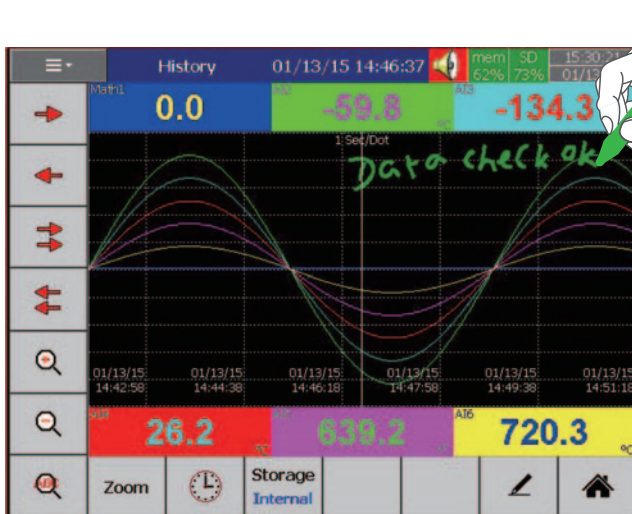 History 01/13/15 14:46:37 mem 62% SD 73% 15:30:21 01/13
Math1 0.0
AI2 -59.8 °C
AI3 -134.3
1 Sec/Dot
Data check ok
01/13/15 01/13/15 01/13/15 01/13/15 01/13/15 01/13/15
14:42:58 14:44:38 14:46:18 14:47:58 14:49:38 14:51:18
26.2 °C
639.2
AI6 720.3 °C
ABC Zoom Storage
Internal